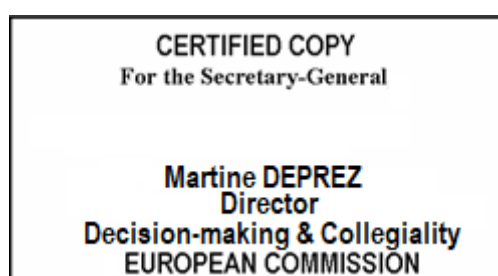 CERTIFIED COPY
For the Secretary-General
Martine DEPREZ
Director
Decision-making & Collegiality
EUROPEAN COMMISSION